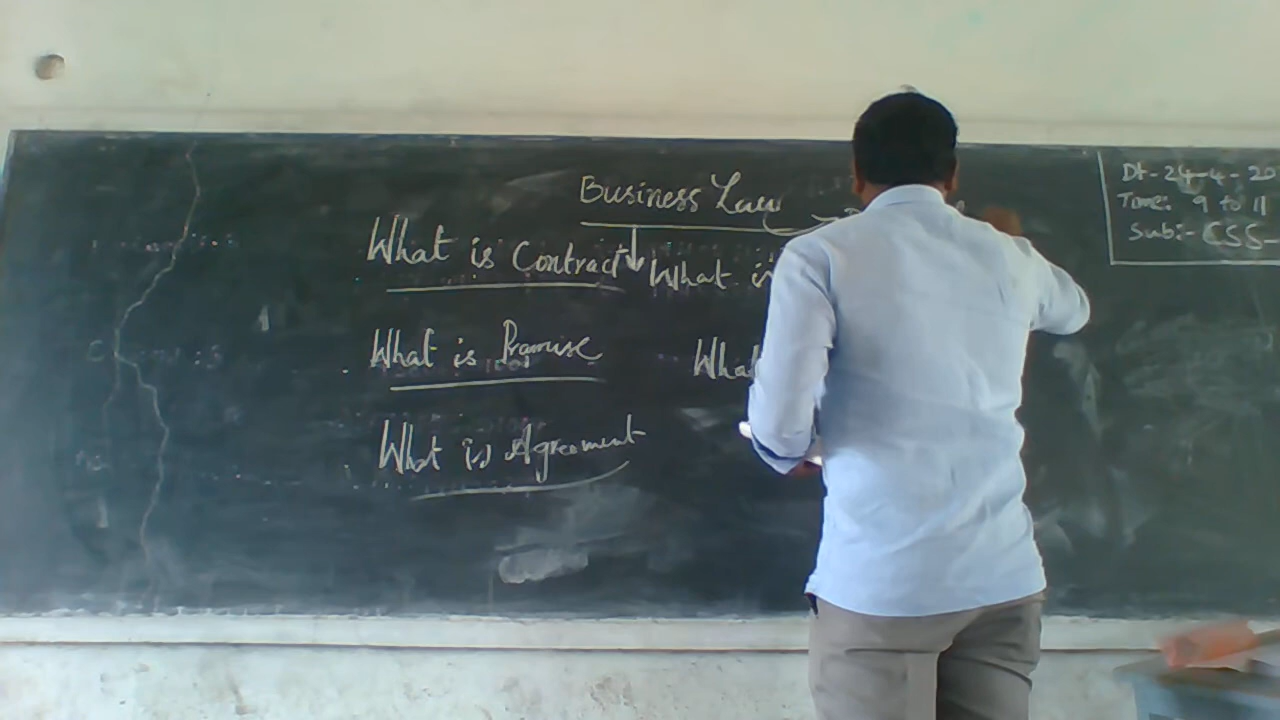 Business Law
What is Contract
What is
What is Promise
What
What is Agreement
Dt-24-4-20
Time: 9 to 11
Sub:- CSS-